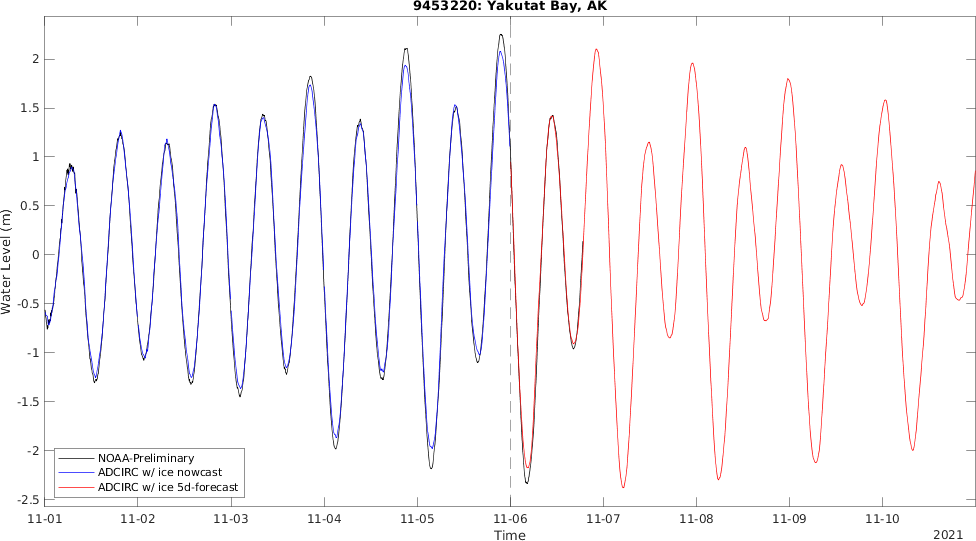 9453220: Yakutat Bay, AK
Water Level (m)
2
1.5
1
0.5
0
-0.5
-1
-1.5
-2
-2.5
NOAA-Preliminary
ADCIRC w/ ice nowcast
ADCIRC w/ ice 5d-forecast
11-01 11-02 11-03 11-04 11-05 11-06 11-07 11-08 11-09 11-10
Time
2021